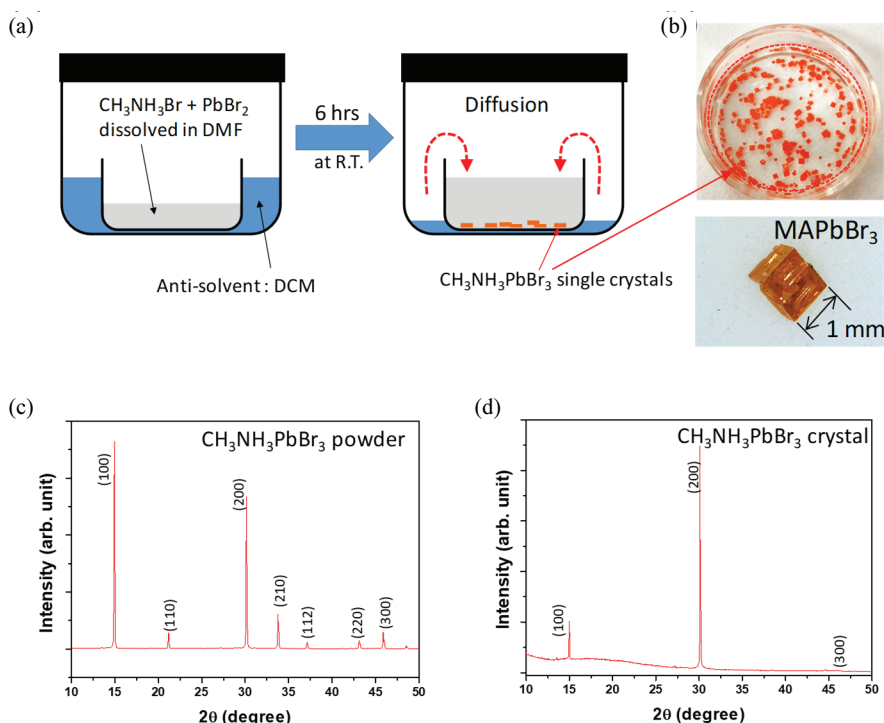 (a)
CH₃NH₃Br + PbBr₂
dissolved in DMF
6 hrs
at R.T.
Diffusion
Anti-solvent : DCM
CH₃NH₃PbBr₃ single crystals
(b)
MAPbBr₃
1 mm
(c)
CH₃NH₃PbBr₃ powder
Intensity (arb. unit)
(100)
(110)
(200)
(210)
(112)
(220)
(300)
10 15 20 25 30 35 40 45 50
2θ (degree)
(d)
CH₃NH₃PbBr₃ crystal
Intensity (arb. unit)
(100)
(200)
(300)
10 15 20 25 30 35 40 45 50
2θ (degree)